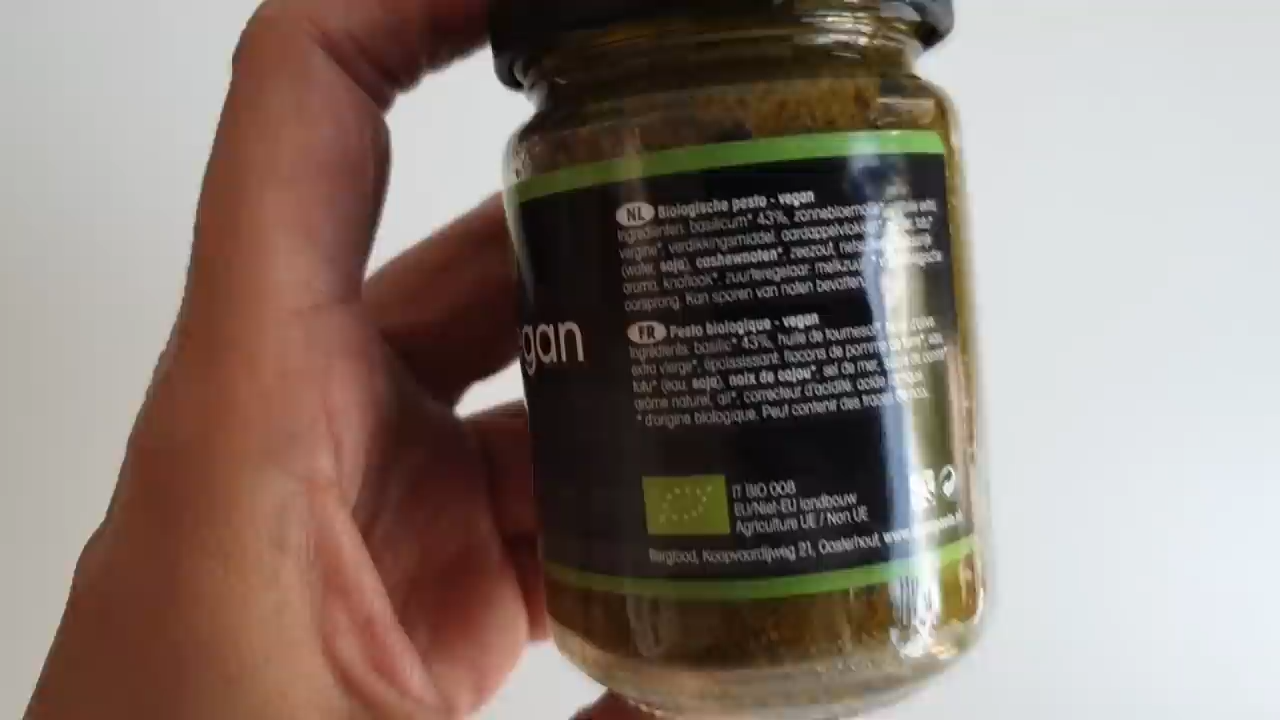 gan
NL Biologische pesto - vegan
Ingrediënten: basilicum* 43%,
vergine*, verdikkingsmiddel: aardappelvlokken*,
(water, soja), cashewnoten*, zeezout,
aroma, knoflook*, zuurteregelaar: melkzuur.
oorsprong. Kan sporen van noten bevatten.
FR Pesto biologique - vegan
Ingrédients: basilic* 43%, huile de tournesol*, d'olive
extra vierge*, épaississant: flocons de pomme de
tofu* (eau, soja), noix de cajou*, sel de mer,
arôme naturel, ail*, correcteur d'acidité: acide
* d'origine biologique. Peut contenir des traces de noix.
IT BIO 008
EU/Niet-EU landbouw
Agriculture UE / Non UE
Bargfood, Koopvaardijweg 21, Oosterhout